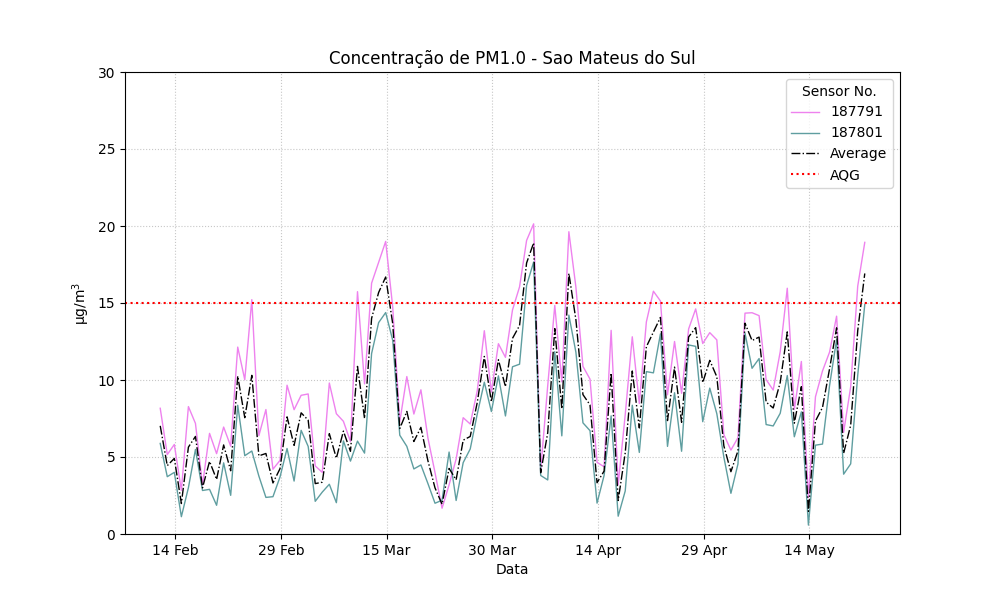 Concentração de PM1.0 - Sao Mateus do Sul
Sensor No.
187791
187801
Average
AQG
30
25
20
15
10
5
0
µg/m³
14 Feb
29 Feb
15 Mar
30 Mar
14 Apr
29 Apr
14 May
Data